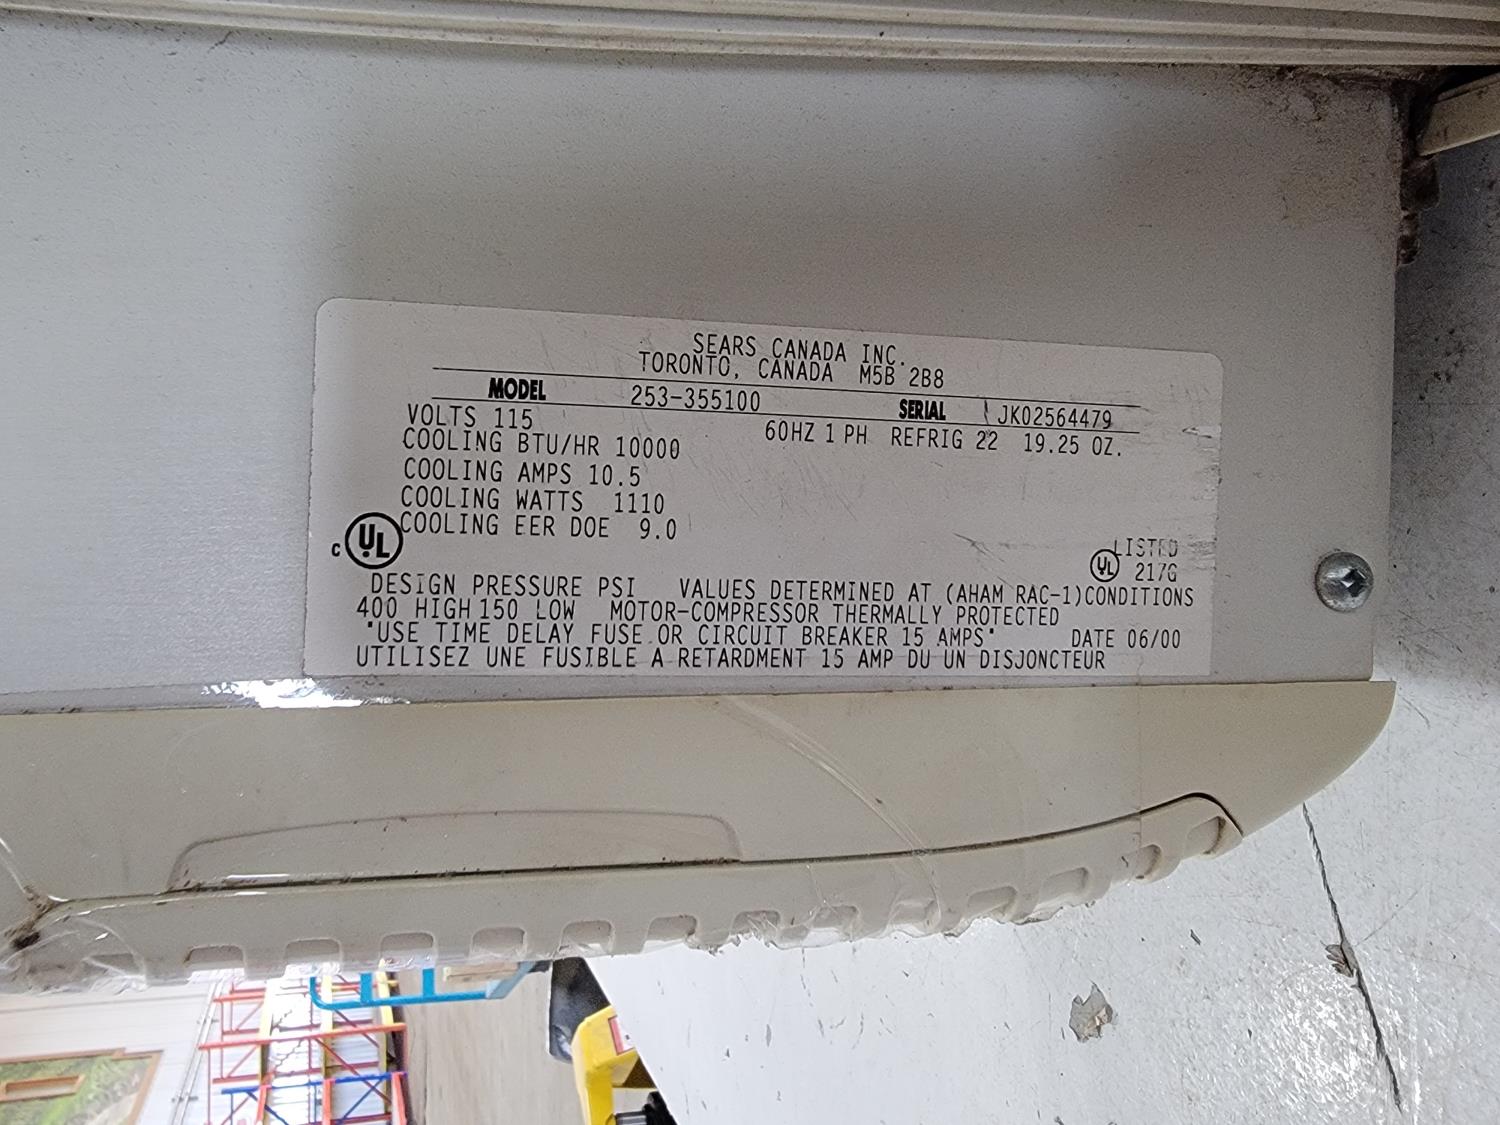 SEARS CANADA INC.
TORONTO, CANADA M5B 2B8
MODEL 253-355100 SERIAL JK02564479
VOLTS 115 60HZ 1 PH REFRIG 22 19.25 OZ.
COOLING BTU/HR 10000
COOLING AMPS 10.5
COOLING WATTS 1110
COOLING EER DOE 9.0
C UL
LISTED
UL 217G
DESIGN PRESSURE PSI VALUES DETERMINED AT (AHAM RAC-1)CONDITIONS
400 HIGH 150 LOW MOTOR-COMPRESSOR THERMALLY PROTECTED
"USE TIME DELAY FUSE OR CIRCUIT BREAKER 15 AMPS" DATE 06/00
UTILISEZ UNE FUSIBLE A RETARDMENT 15 AMP DU UN DISJONCTEUR